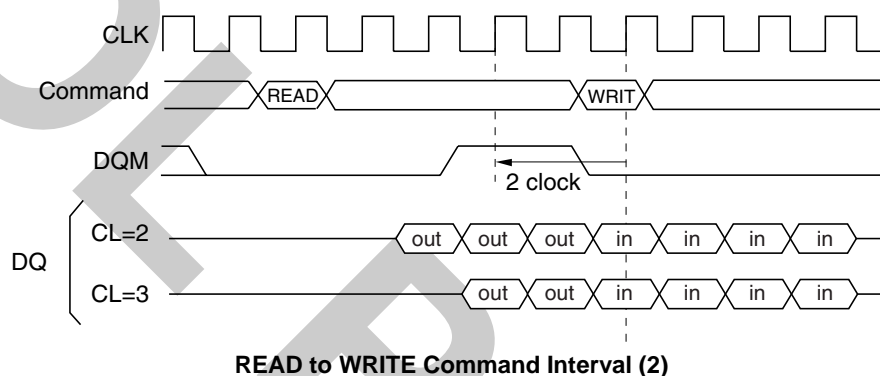 CLK
Command READ WRIT
DQM
2 clock
CL=2 out out out in in in in
DQ
CL=3 out out in in in in
READ to WRITE Command Interval (2)